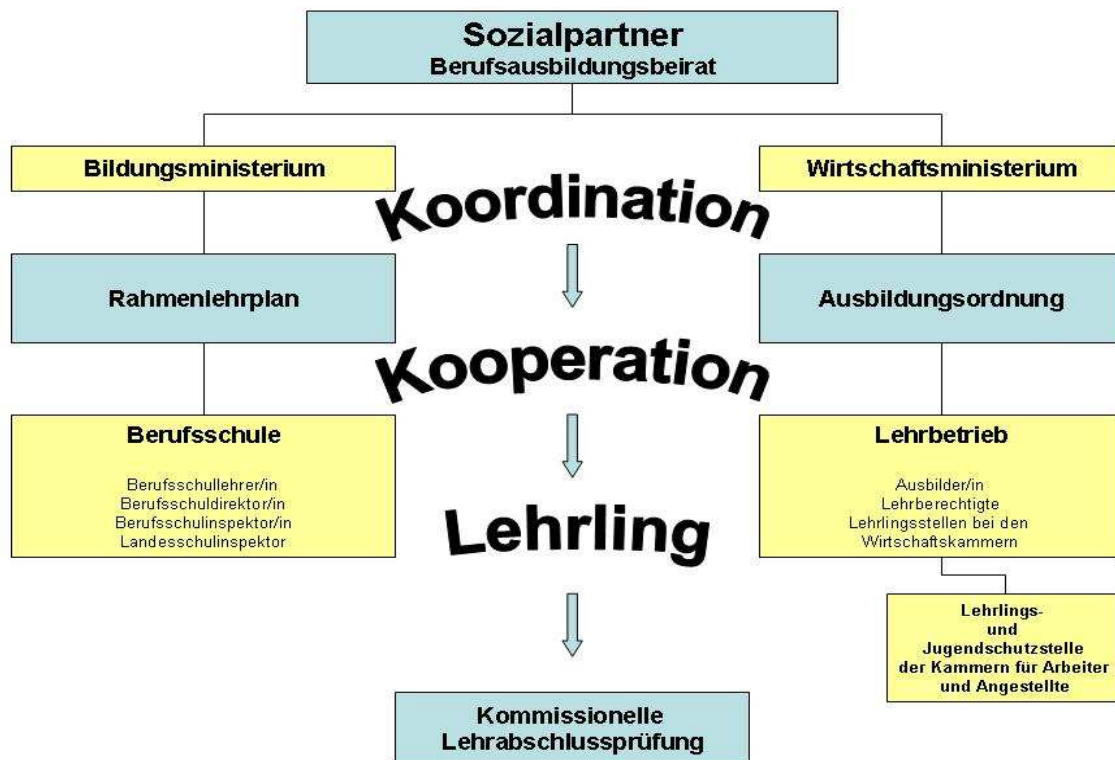 Sozialpartner
Berufsausbildungsbeirat
Bildungsministerium
Wirtschaftsministerium
Koordination
Rahmenlehrplan
Ausbildungsordnung
Kooperation
Berufsschule
Berufsschullehrer/in
Berufsschuldirektor/in
Berufsschulinspektor/in
Landesschulinspektor
Lehrbetrieb
Ausbilder/in
Lehrberechtigte
Lehrlingsstellen bei den
Wirtschaftskammern
Lehrling
Lehrlings-
und
Jugendschutzstelle
der Kammern für Arbeiter
und Angestellte
Kommissionelle
Lehrabschlussprüfung